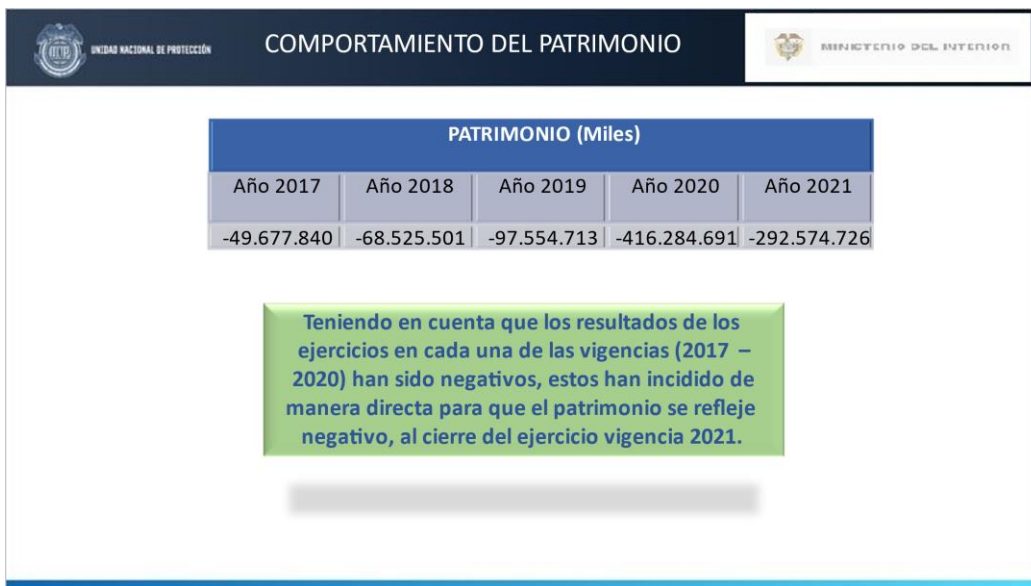 UNIDAD NACIONAL DE PROTECCIÓN
COMPORTAMIENTO DEL PATRIMONIO
MINISTERIO DEL INTERIOR
PATRIMONIO (Miles)
Año 2017 Año 2018 Año 2019 Año 2020 Año 2021
-49.677.840 -68.525.501 -97.554.713 -416.284.691 -292.574.726
Teniendo en cuenta que los resultados de los
ejercicios en cada una de las vigencias (2017 –
2020) han sido negativos, estos han incidido de
manera directa para que el patrimonio se refleje
negativo, al cierre del ejercicio vigencia 2021.